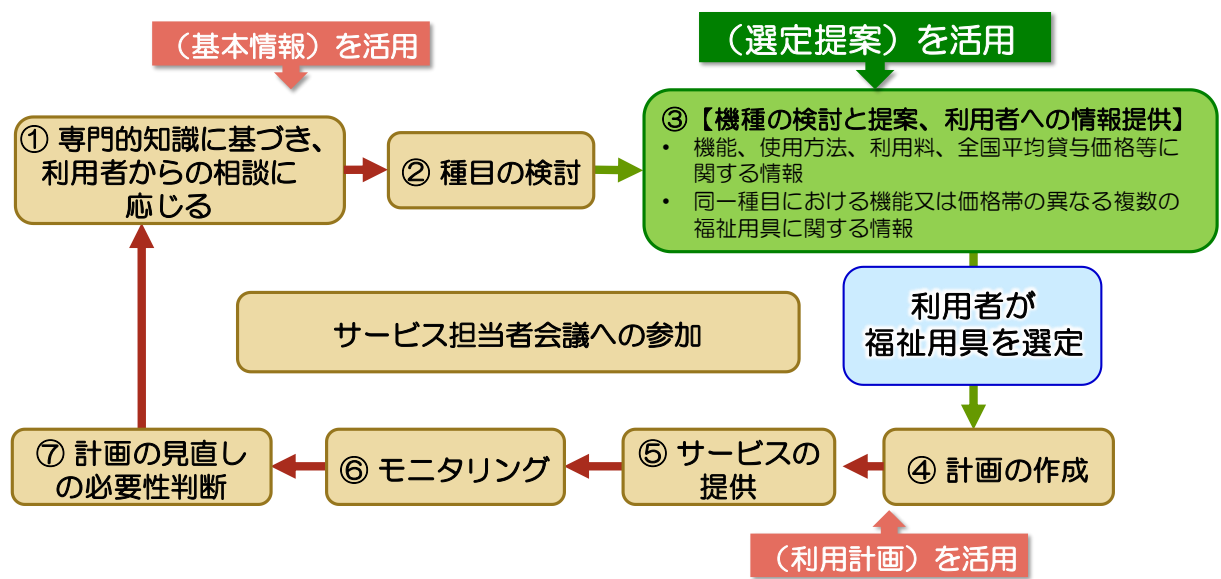 （基本情報）を活用
（選定提案）を活用
① 専門的知識に基づき、
利用者からの相談に
応じる
② 種目の検討
③【機種の検討と提案、利用者への情報提供】
• 機能、使用方法、利用料、全国平均貸与価格等に
関する情報
• 同一種目における機能又は価格帯の異なる複数の
福祉用具に関する情報
利用者が
福祉用具を選定
サービス担当者会議への参加
④ 計画の作成
⑤ サービスの
提供
⑥ モニタリング
⑦ 計画の見直し
の必要性判断
（利用計画）を活用